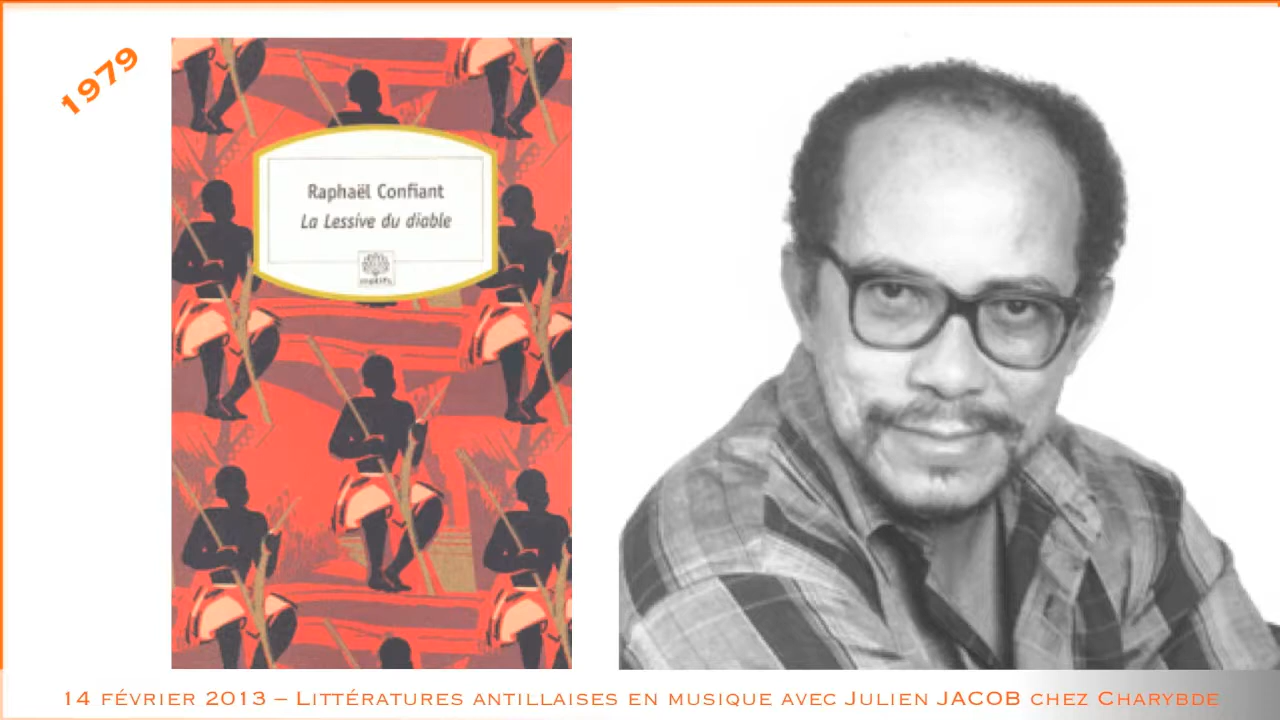 1979
Raphaël Confiant
La Lessive du diable
14 FÉVRIER 2013 – LITTÉRATURES ANTILLAISES EN MUSIQUE AVEC JULIEN JACOB CHEZ CHARYBDE